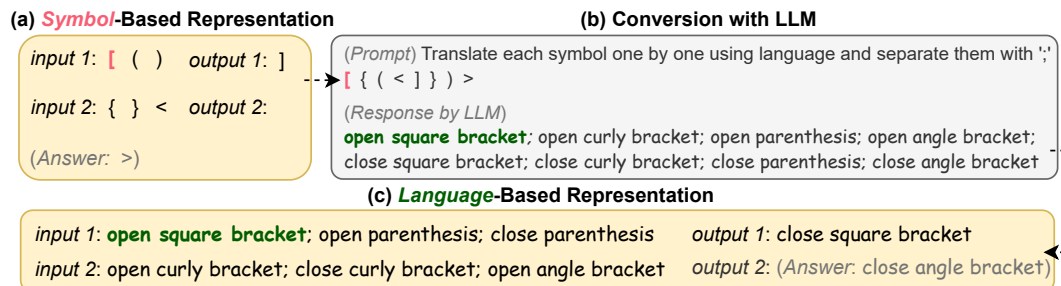 (a) Symbol-Based Representation
input 1: [ ( ) output 1: ]
input 2: { } < output 2:
(Answer: >)
(b) Conversion with LLM
(Prompt) Translate each symbol one by one using language and separate them with ';'
[ { ( < ] } ) >
(Response by LLM)
open square bracket; open curly bracket; open parenthesis; open angle bracket;
close square bracket; close curly bracket; close parenthesis; close angle bracket
(c) Language-Based Representation
input 1: open square bracket; open parenthesis; close parenthesis output 1: close square bracket
input 2: open curly bracket; close curly bracket; open angle bracket output 2: (Answer: close angle bracket)